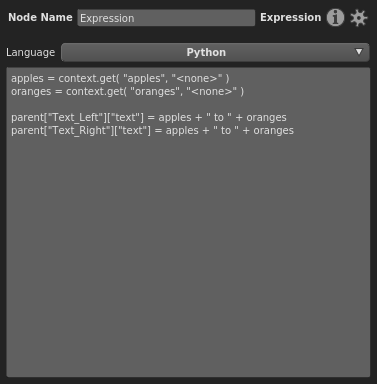 Node Name Expression Expression
Language Python
apples = context.get( "apples", "<none>" )
oranges = context.get( "oranges", "<none>" )
parent["Text_Left"]["text"] = apples + " to " + oranges
parent["Text_Right"]["text"] = apples + " to " + oranges